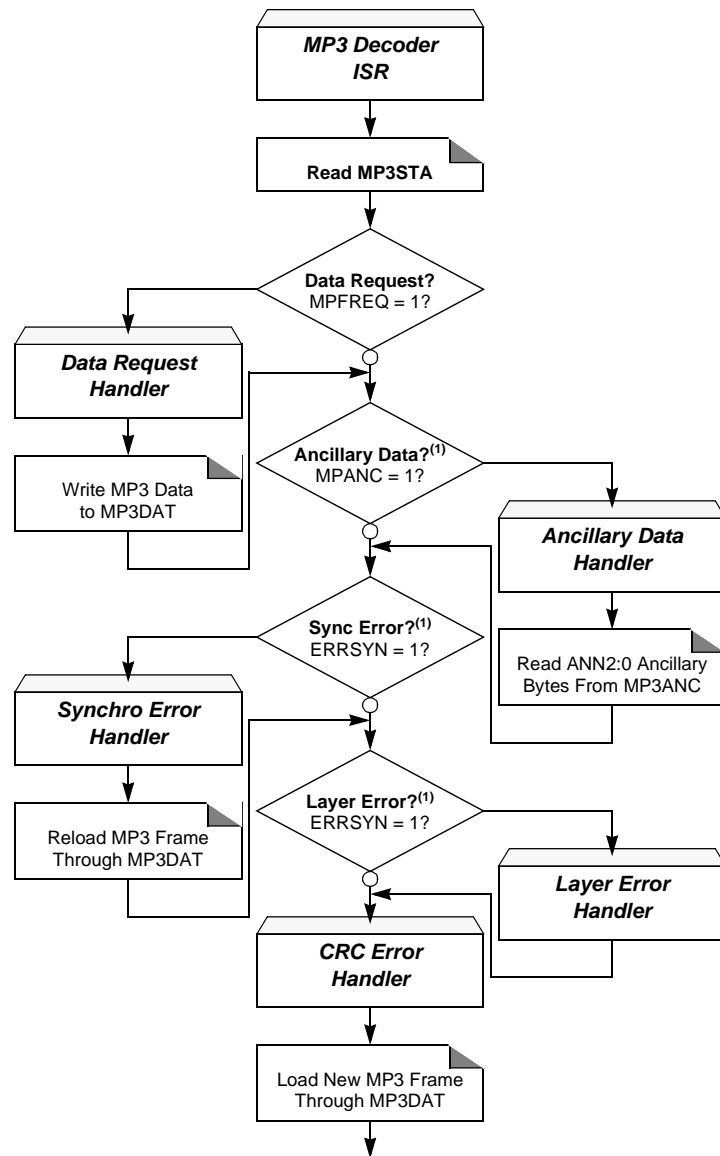 MP3 Decoder
ISR
Read MP3STA
Data Request?
MPFREQ = 1?
Data Request
Handler
Write MP3 Data
to MP3DAT
Ancillary Data?(1)
MPANC = 1?
Ancillary Data
Handler
Read ANN2:0 Ancillary
Bytes From MP3ANC
Sync Error?(1)
ERRSYN = 1?
Synchro Error
Handler
Reload MP3 Frame
Through MP3DAT
Layer Error?(1)
ERRSYN = 1?
Layer Error
Handler
CRC Error
Handler
Load New MP3 Frame
Through MP3DAT